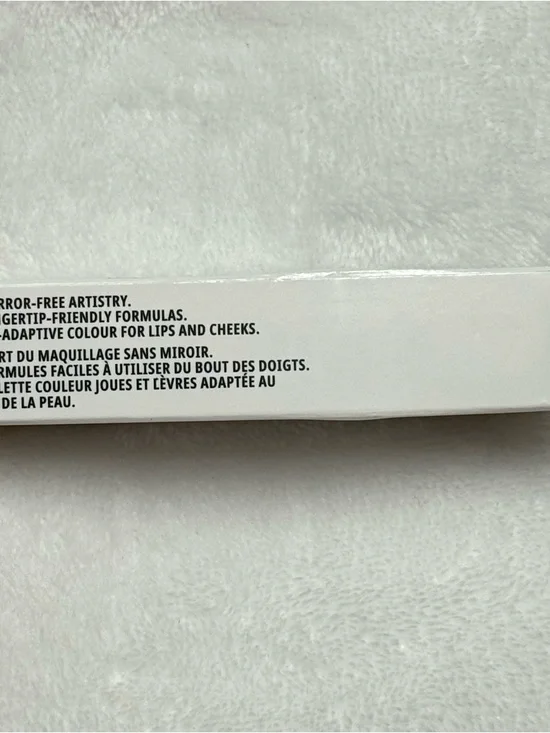 RROR-FREE ARTISTRY.
GERTIP-FRIENDLY FORMULAS.
-ADAPTIVE COLOUR FOR LIPS AND CHEEKS.
RT DU MAQUILLAGE SANS MIROIR.
RMULES FACILES À UTILISER DU BOUT DES DOIGTS.
LETTE COULEUR JOUES ET LÈVRES ADAPTÉE AU
DE LA PEAU.